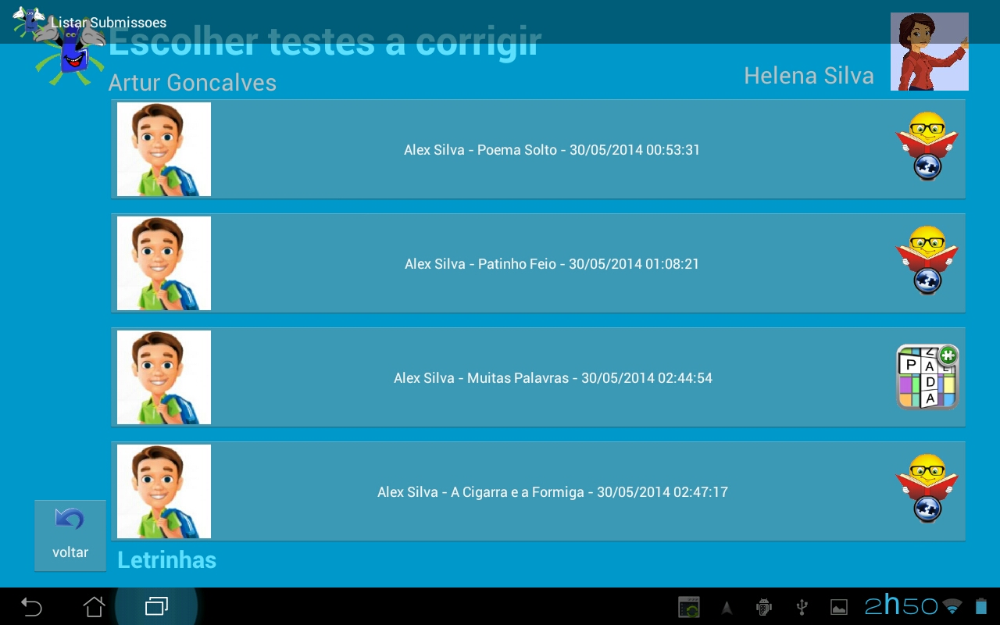 Listar Submissoes
Escolher testes a corrigir
Artur Goncalves
Helena Silva
Alex Silva - Poema Solto - 30/05/2014 00:53:31
Alex Silva - Patinho Feio - 30/05/2014 01:08:21
Alex Silva - Muitas Palavras - 30/05/2014 02:44:54
P A
D
A
Alex Silva - A Cigarra e a Formiga - 30/05/2014 02:47:17
voltar
Letrinhas
2h50